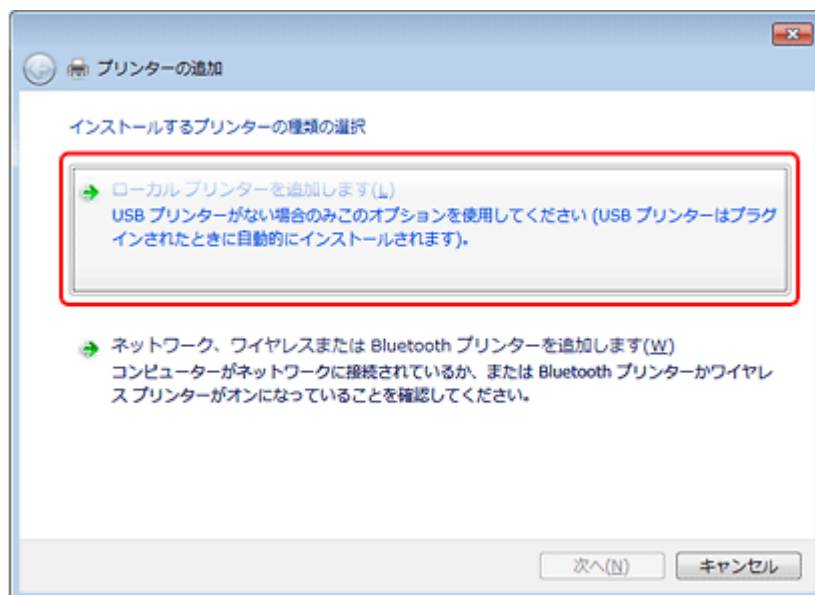 プリンターの追加
インストールするプリンターの種類の選択
ローカル プリンターを追加します(L)
USB プリンターがない場合のみこのオプションを使用してください (USB プリンターはプラグ
インされたときに自動的にインストールされます)。
ネットワーク、ワイヤレスまたは Bluetooth プリンターを追加します(W)
コンピューターがネットワークに接続されているか、または Bluetooth プリンターかワイヤレ
ス プリンターがオンになっていることを確認してください。
次へ(N)
キャンセル